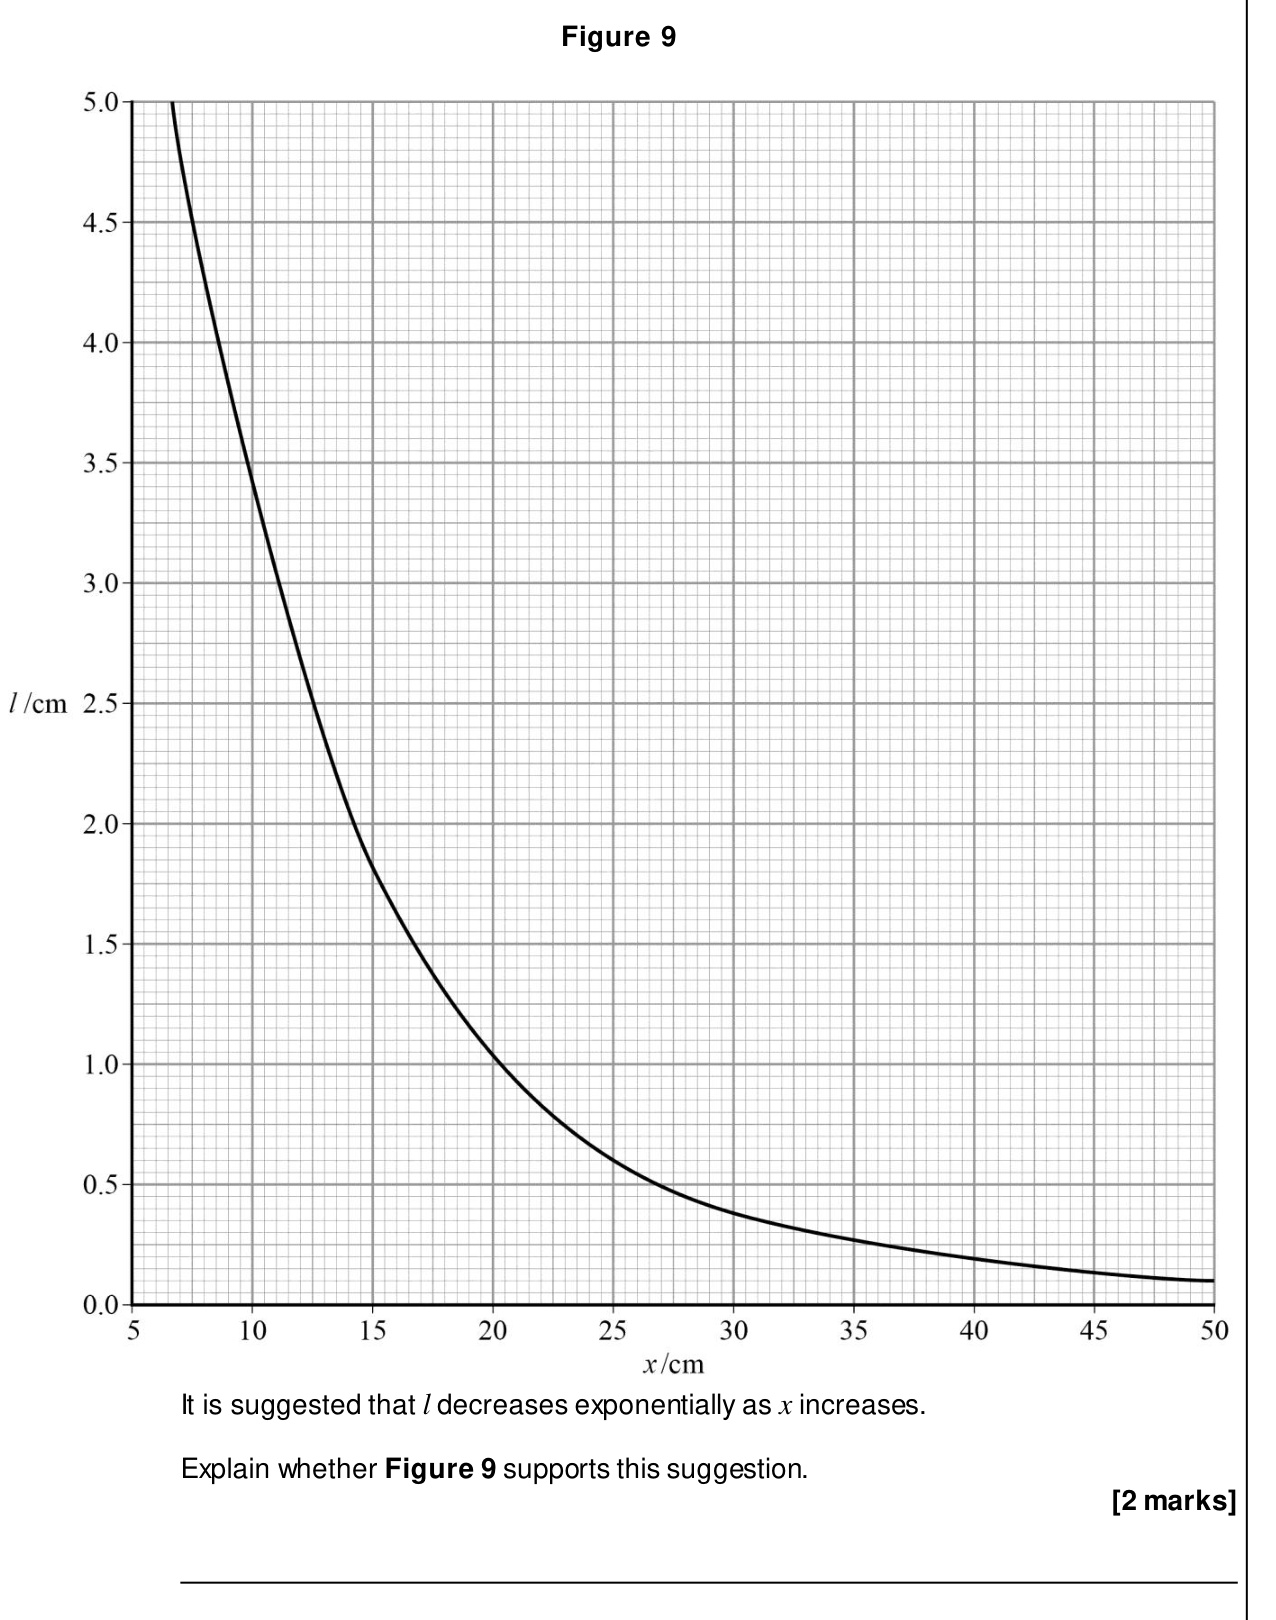 Figure 9
5.0
4.5
4.0
3.5
3.0
l /cm 2.5
2.0
1.5
1.0
0.5
0.0
5 10 15 20 25 30 35 40 45 50
x/cm
It is suggested that l decreases exponentially as x increases.
Explain whether Figure 9 supports this suggestion.
[2 marks]